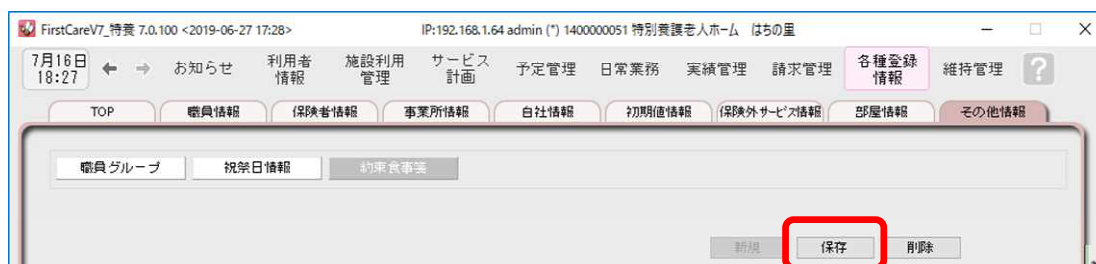 FirstCareV7_特養 7.0.100 <2019-06-27 17:28> IP:192.168.1.64 admin (*) 1400000051 特別養護老人ホーム はちの里
7月16日 18:27 ← → お知らせ 利用者情報 施設利用管理 サービス計画 予定管理 日常業務 実績管理 請求管理 各種登録情報 維持管理 ?
TOP 職員情報 保険者情報 事業所情報 自社情報 初期値情報 保険外サービス情報 部屋情報 その他情報
職員グループ 祝祭日情報 約束食事箋
新規 保存 削除